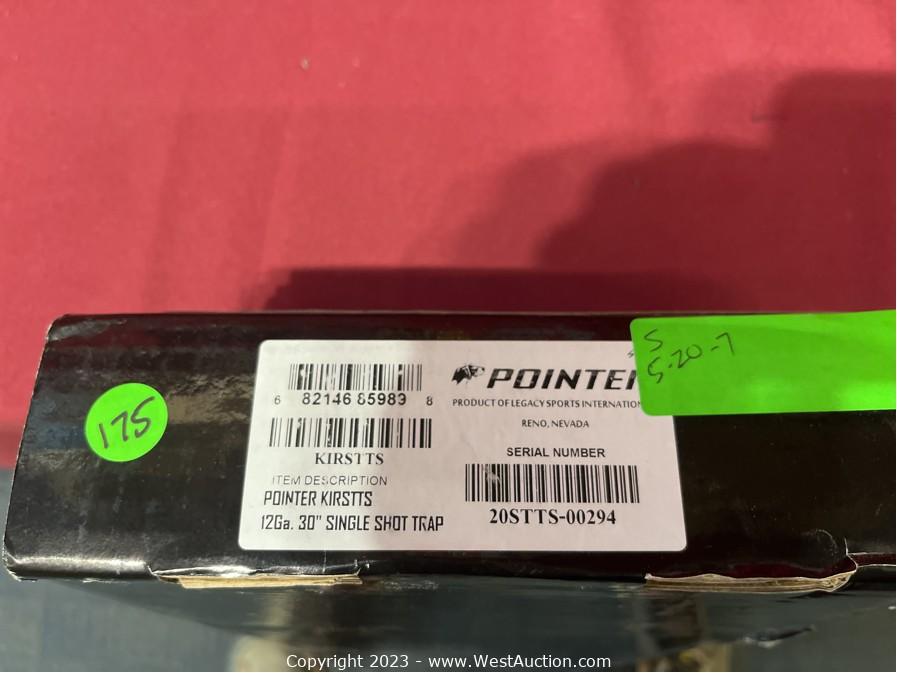 175
6 82146 85983 8
KIRSTTS
ITEM DESCRIPTION
POINTER KIRSTTS
12Ga. 30" SINGLE SHOT TRAP
POINTE
PRODUCT OF LEGACY SPORTS INTERNATION
RENO, NEVADA
SERIAL NUMBER
20STTS-00294
S
5-20-7
Copyright 2023 - www.WestAuction.com